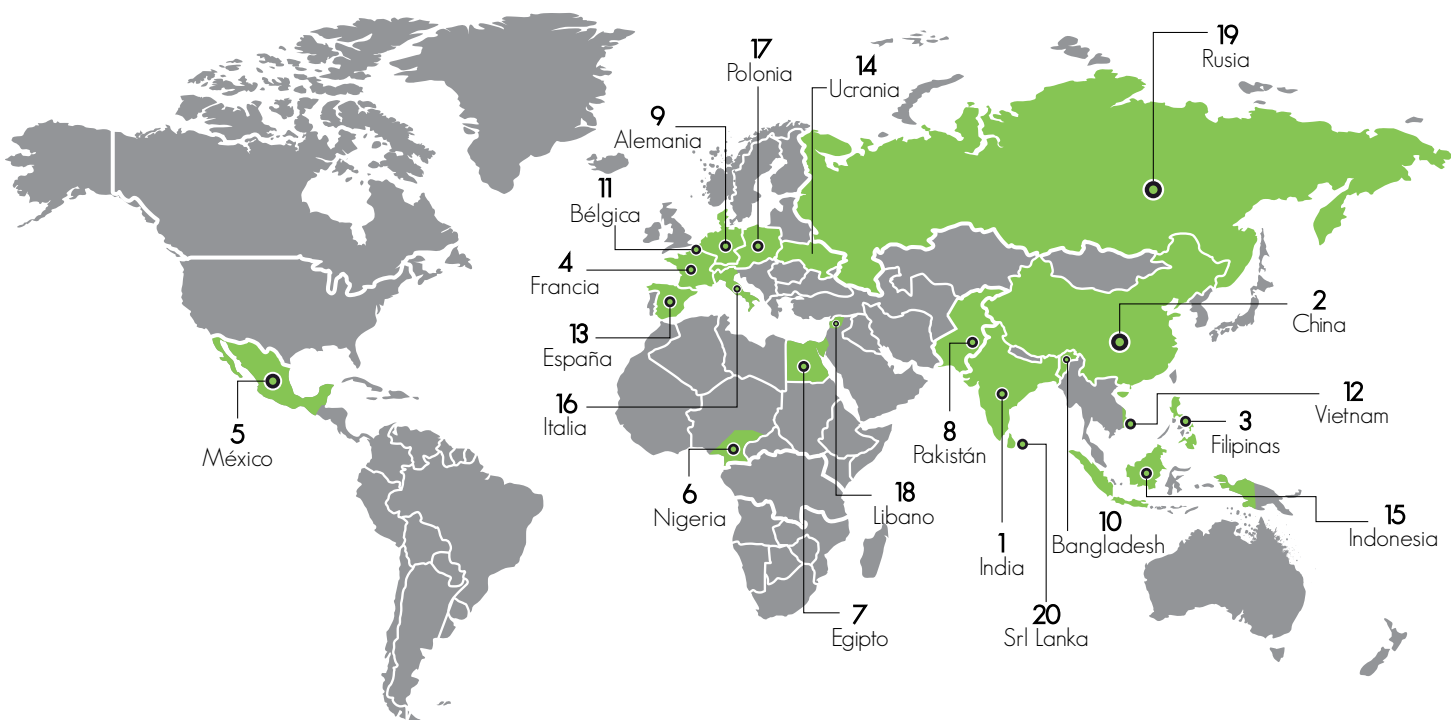 19
Rusia
17
Polonia
14
Ucrania
9
Alemania
11
Bélgica
4
Francia
2
China
13
España
12
Vietnam
16
Italia
3
Filipinas
5
México
8
Pakistán
6
Nigeria
18
Libano
10
Bangladesh
15
Indonesia
1
India
20
Srl Lanka
7
Egipto